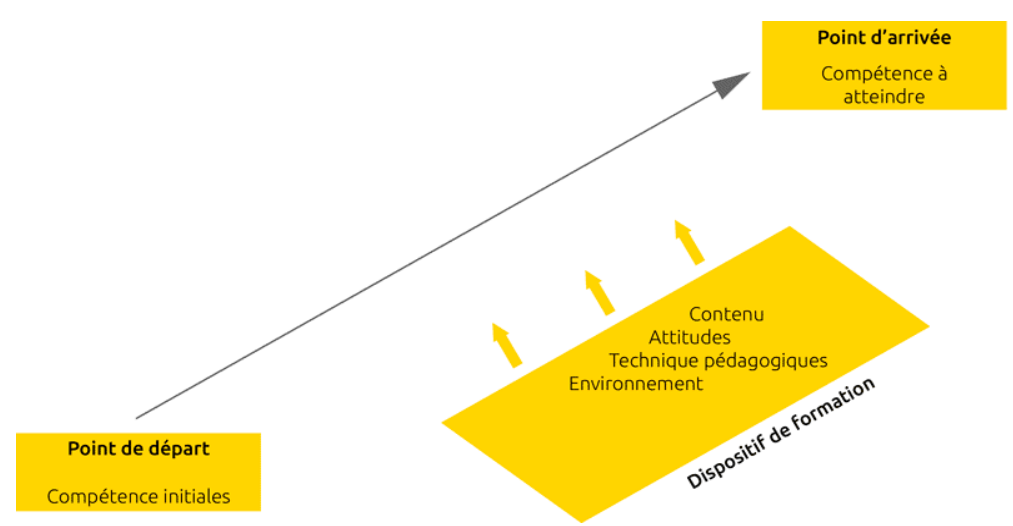 Point d'arrivée
Compétence à
atteindre
Contenu
Attitudes
Technique pédagogiques
Environnement
Dispositif de formation
Point de départ
Compétence initiales